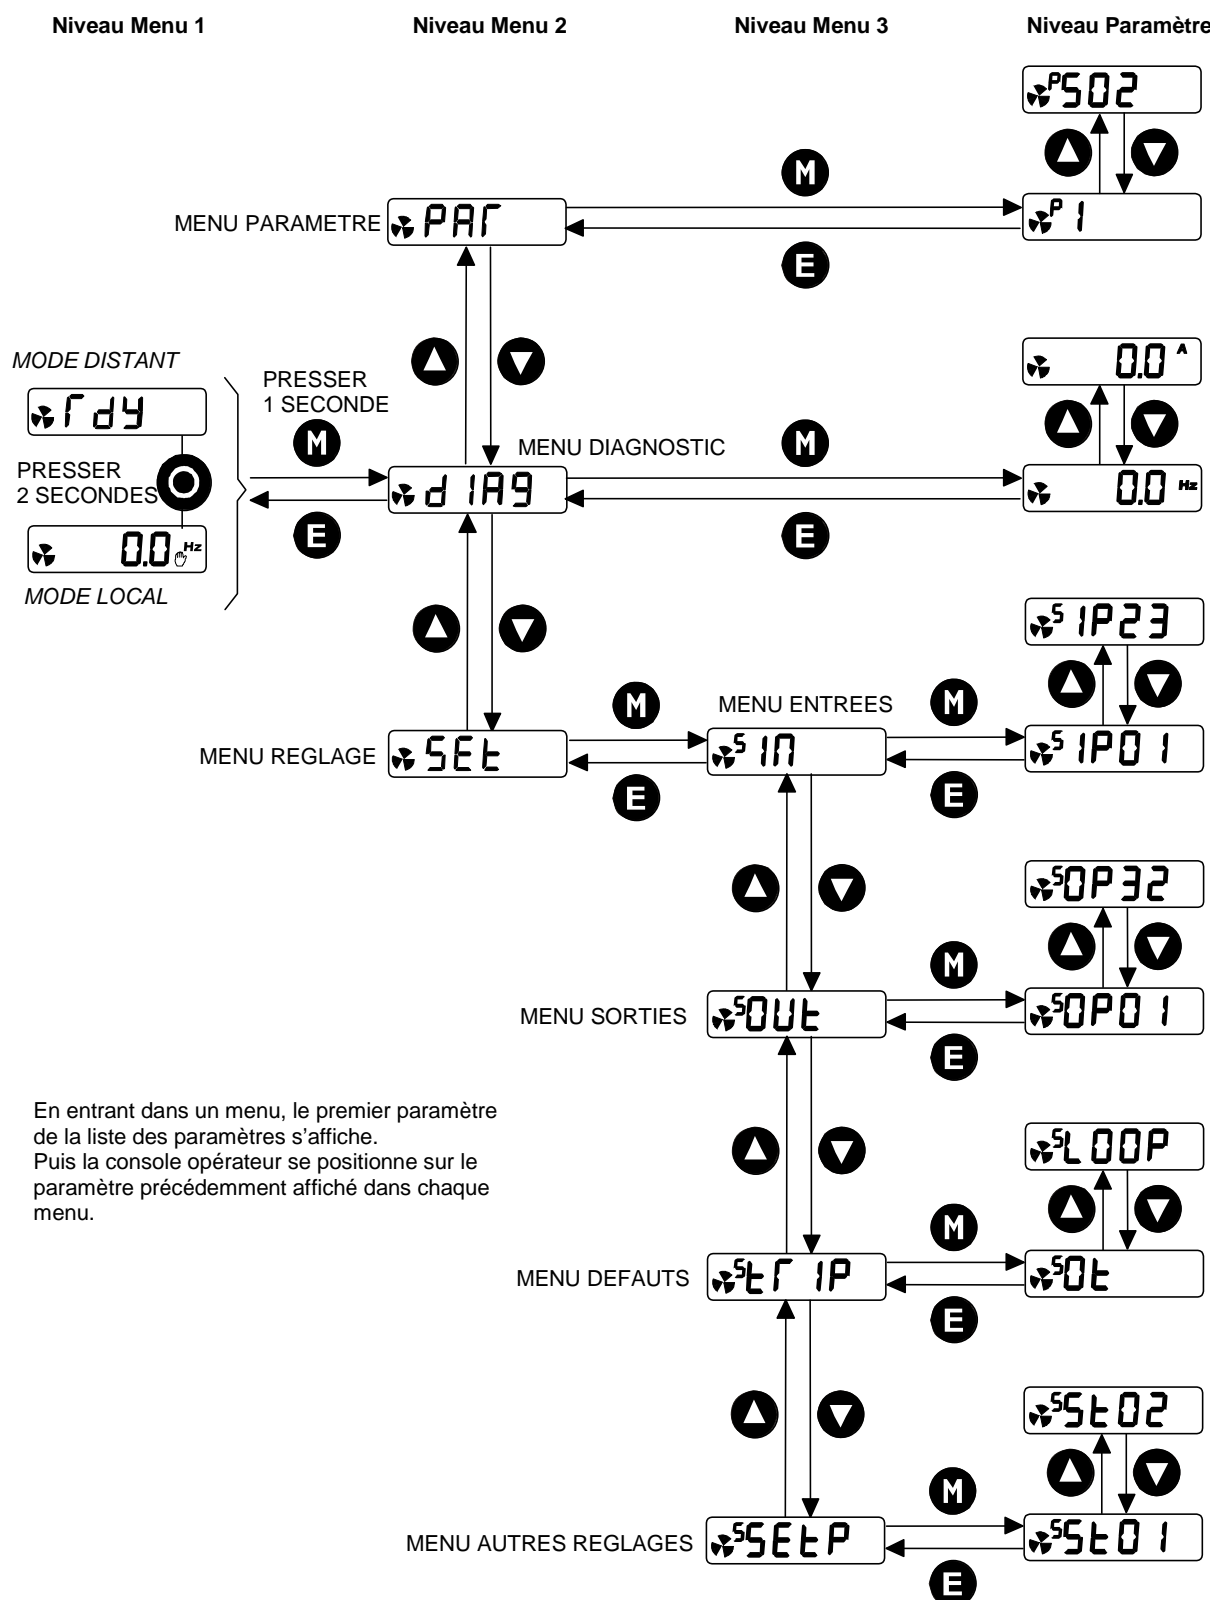 Niveau Menu 1 Niveau Menu 2 Niveau Menu 3 Niveau Paramètre
P S02
M
MENU PARAMETRE PAr
P 1
E
MODE DISTANT
rdy
PRESSER
2 SECONDES
0.0 Hz
MODE LOCAL
PRESSER
1 SECONDE
M
E
0.0 A
MENU DIAGNOSTIC
M
dIAg
0.0 Hz
E
S IP23
MENU REGLAGE SEt
M
E
MENU ENTREES
S In
M
E
S IP01
S OP32
M
MENU SORTIES S OUt
S OP01
E
En entrant dans un menu, le premier paramètre
de la liste des paramètres s’affiche.
Puis la console opérateur se positionne sur le
paramètre précédemment affiché dans chaque
menu.
S LOOP
M
MENU DEFAUTS S trIP
S Ot
E
S St02
M
MENU AUTRES REGLAGES S SEtP
S St01
E